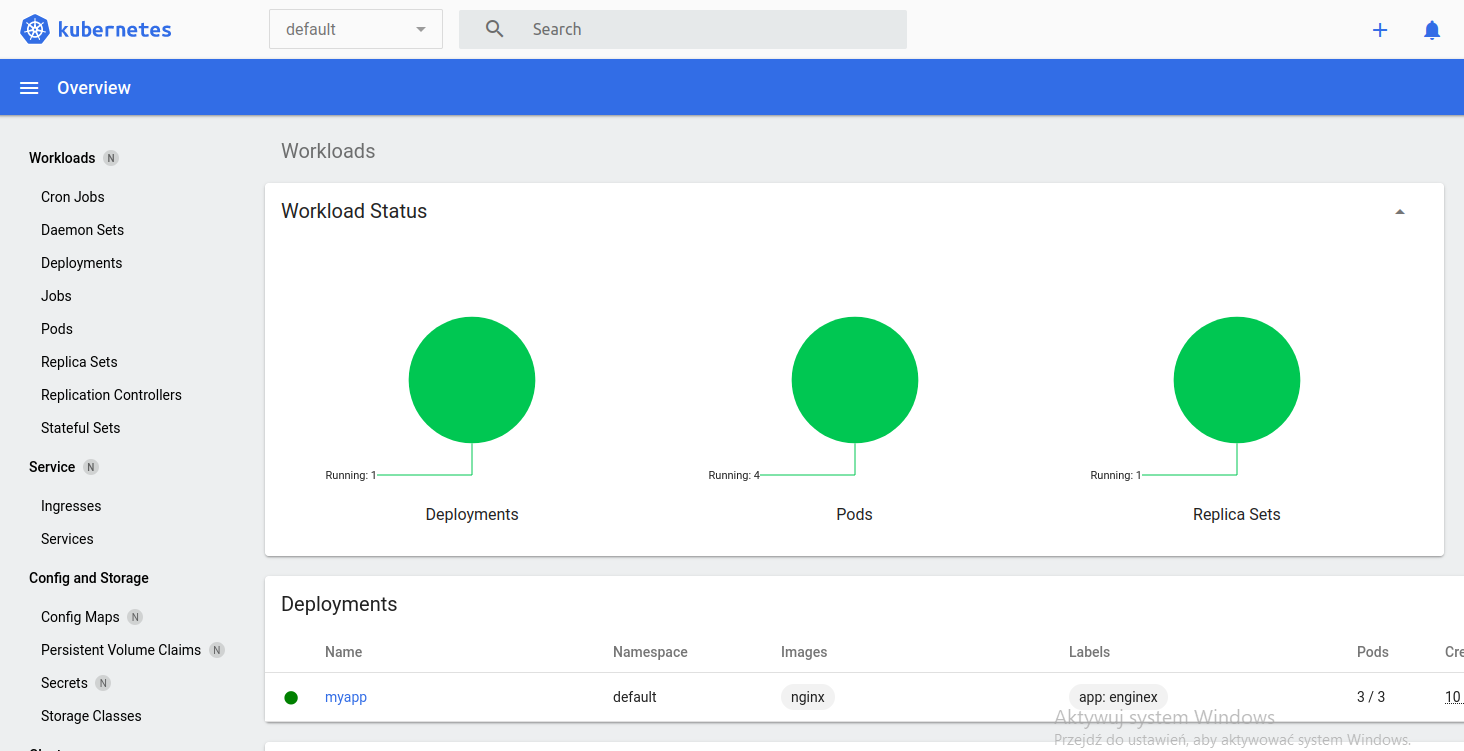 kubernetes
default
Search
Overview
Workloads N
Cron Jobs
Daemon Sets
Deployments
Jobs
Pods
Replica Sets
Replication Controllers
Stateful Sets
Service N
Ingresses
Services
Config and Storage
Config Maps N
Persistent Volume Claims N
Secrets N
Storage Classes
Workloads
Workload Status
Running: 1
Deployments
Running: 4
Pods
Running: 1
Replica Sets
Deployments
Name Namespace Images Labels Pods Cre
myapp default nginx app: enginex 3 / 3 10
Aktywuj system Windows
Przejdź do ustawień, aby aktywować system Windows.